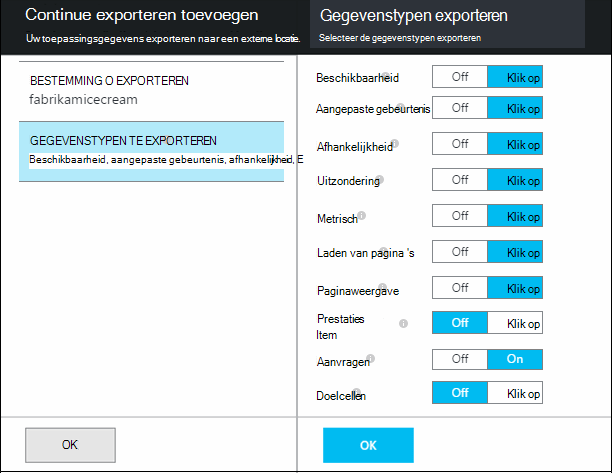 Continue exporteren toevoegen
Uw toepassingsgegevens exporteren naar een externe locatie.
BESTEMMING O EXPORTEREN
fabrikamicecream
GEGEVENSTYPEN TE EXPORTEREN
Beschikbaarheid, aangepaste gebeurtenis, afhankelijkheid, E
OK
Gegevenstypen exporteren
Selecteer de gegevenstypen exporteren
Beschikbaarheid Off Klik op
Aangepaste gebeurtenis Off Klik op
Afhankelijkheid Off Klik op
Uitzondering Off Klik op
Metrisch Off Klik op
Laden van pagina 's Off Klik op
Paginaweergave Off Klik op
Prestaties Off Klik op
Item
Aanvragen Off On
Doelcellen Off Klik op
OK